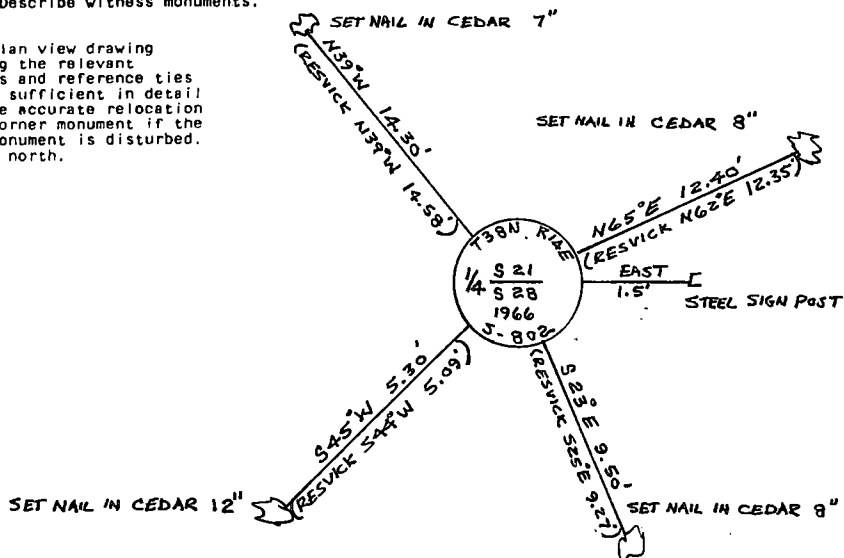 Describe witness monuments.
lan view drawing
g the relevant
s and reference ties
sufficient in detail
e accurate relocation
orner monument if the
onument is disturbed.
north.
SET NAIL IN CEDAR 7"
N39°W 14.30'
(RESVICK N39°W 14.58')
SET NAIL IN CEDAR 8"
N65°E 12.40'
(RESVICK N62°E 12.35')
T38N, R14E
1/4 S 21
S 28
1966
S-802
EAST
1.5'
STEEL SIGN POST
S45°W 5.30'
(RESVICK S44°W 5.09')
SET NAIL IN CEDAR 12"
S23°E 9.50'
(RESVICK S25°E 9.27')
SET NAIL IN CEDAR 8"